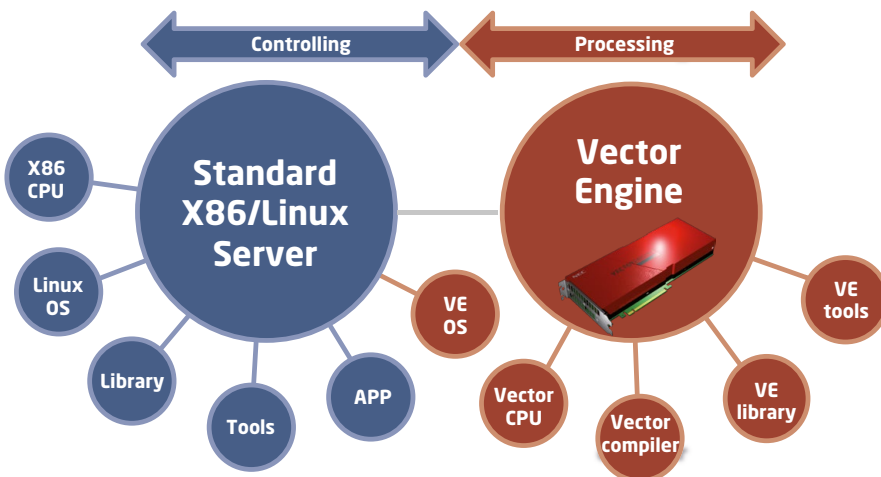 Controlling
Processing
Standard
X86/Linux
Server
Vector
Engine
X86
CPU
Linux
OS
Library
Tools
APP
VE
OS
Vector
CPU
Vector
compiler
VE
library
VE
tools